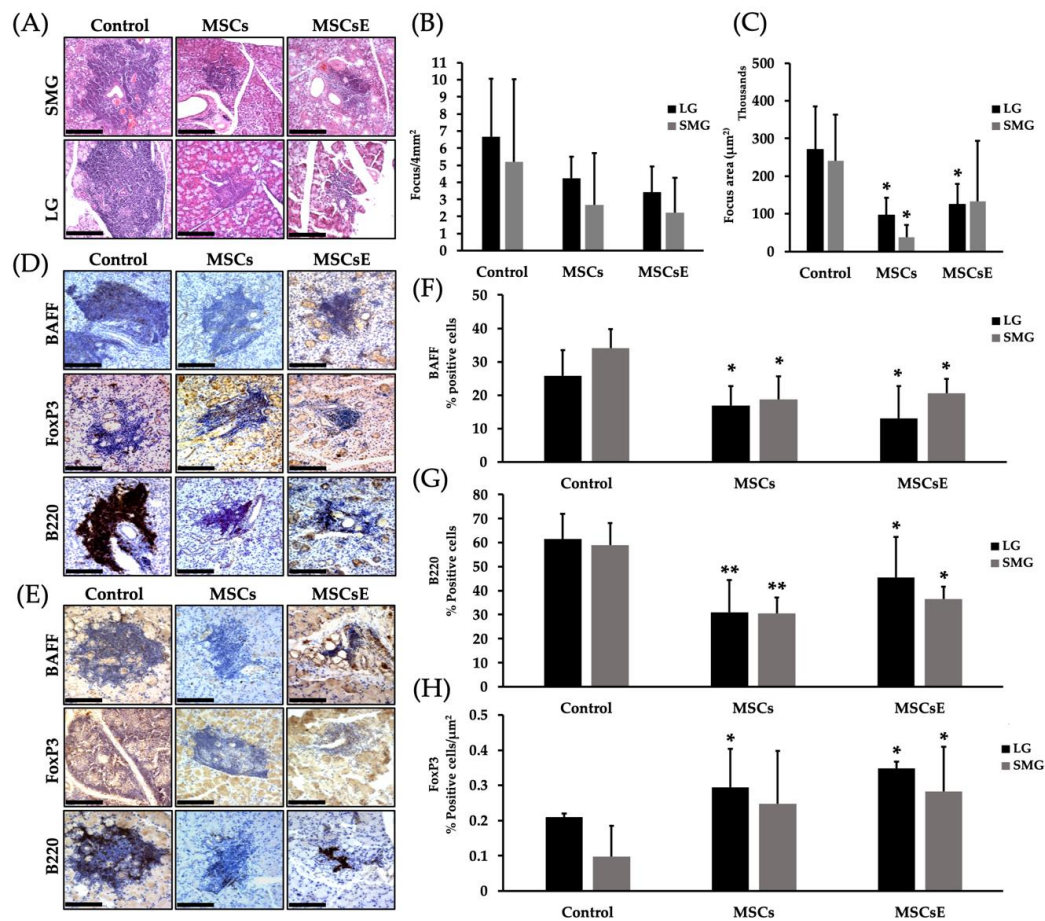 (A)
Control MSCs MSCsE
SMG
LG
(B)
Focus/4mm²
11
10
9
8
7
6
5
4
3
2
1
0
LG
SMG
Control MSCs MSCsE
(C)
Thousands
Focus area (μm²)
500
400
300
200
100
0
LG
SMG
* *
*
Control MSCs MSCsE
(D)
Control MSCs MSCsE
BAFF
FoxP3
B220
(E)
Control MSCs MSCsE
BAFF
FoxP3
B220
(F)
BAFF
% positive cells
50
40
30
20
10
0
LG
SMG
* * * *
Control MSCs MSCsE
(G)
B220
% Positive cells
80
70
60
50
40
30
20
10
0
LG
SMG
** ** * *
Control MSCs MSCsE
(H)
FoxP3
% Positive cells/μm²
0.5
0.4
0.3
0.2
0.1
0
LG
SMG
* * *
Control MSCs MSCsE